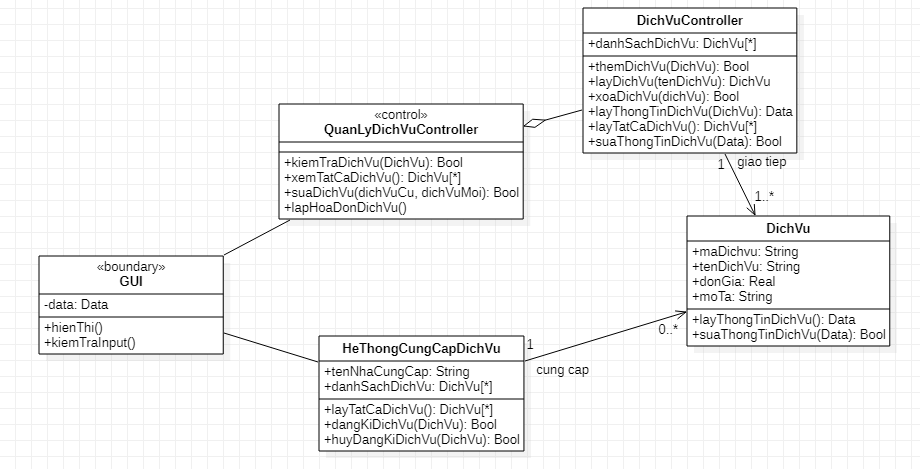 DichVuController
+danhSachDichVu: DichVu[*]
+themDichVu(DichVu): Bool
+layDichVu(tenDichVu): DichVu
+xoaDichVu(dichVu): Bool
+layThongTinDichVu(DichVu): Data
+layTatCaDichVu(): DichVu[*]
+suaThongTinDichVu(Data): Bool
«control»
QuanLyDichVuController
+kiemTraDichVu(DichVu): Bool
+xemTatCaDichVu(): DichVu[*]
+suaDichVu(dichVuCu, dichVuMoi): Bool
+lapHoaDonDichVu()
1
giao tiep
1..*
DichVu
+maDichvu: String
+tenDichVu: String
+donGia: Real
+moTa: String
+layThongTinDichVu(): Data
+suaThongTinDichVu(Data): Bool
«boundary»
GUI
-data: Data
+hienThi()
+kiemTraInput()
HeThongCungCapDichVu
+tenNhaCungCap: String
+danhSachDichVu: DichVu[*]
+layTatCaDichVu(): DichVu[*]
+dangKiDichVu(DichVu): Bool
+huyDangKiDichVu(DichVu): Bool
1
cung cap
0..*